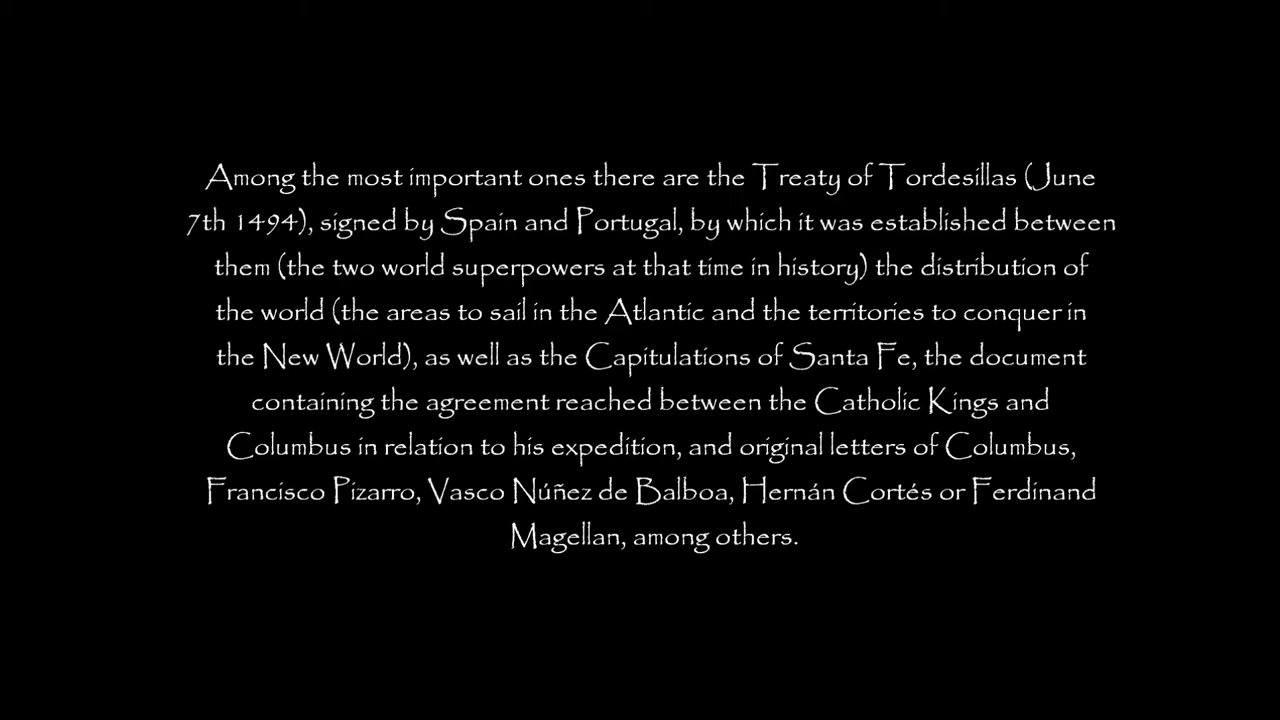 Among the most important ones there are the Treaty of Tordesillas (June
7th 1494), signed by Spain and Portugal, by which it was established between
them (the two world superpowers at that time in history) the distribution of
the world (the areas to sail in the Atlantic and the territories to conquer in
the New World), as well as the Capitulations of Santa Fe, the document
containing the agreement reached between the Catholic Kings and
Columbus in relation to his expedition, and original letters of Columbus,
Francisco Pizarro, Vasco Núñez de Balboa, Hernán Cortés or Ferdinand
Magellan, among others.